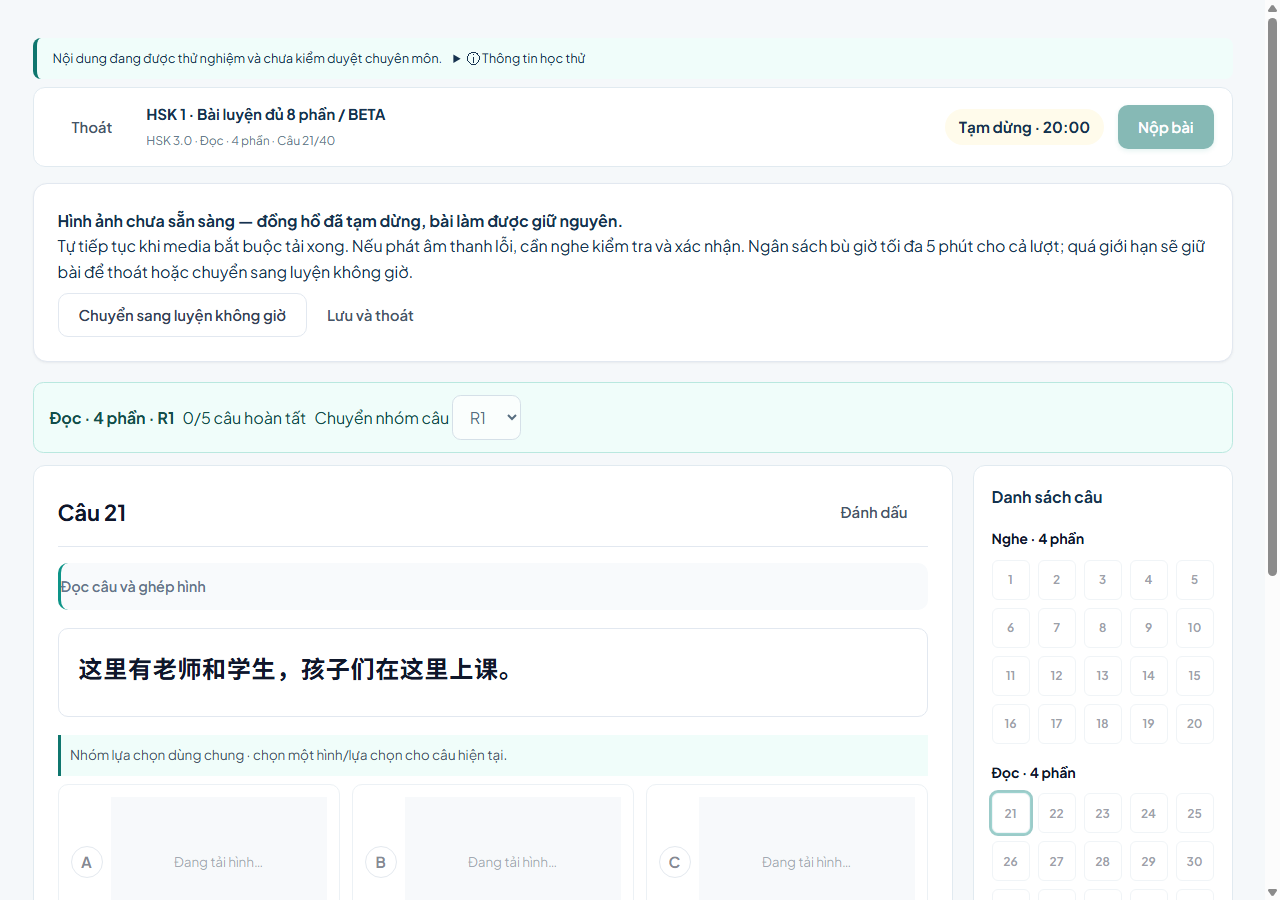 Nội dung đang được thử nghiệm và chưa kiểm duyệt chuyên môn. ▶ ⓘ Thông tin học thử
Thoát
HSK 1 · Bài luyện đủ 8 phần / BETA
HSK 3.0 · Đọc · 4 phần · Câu 21/40
Tạm dừng · 20:00
Nộp bài
Hình ảnh chưa sẵn sàng — đồng hồ đã tạm dừng, bài làm được giữ nguyên.
Tự tiếp tục khi media bắt buộc tải xong. Nếu phát âm thanh lỗi, cần nghe kiểm tra và xác nhận. Ngân sách bù giờ tối đa 5 phút cho cả lượt; quá giới hạn sẽ giữ
bài để thoát hoặc chuyển sang luyện không giờ.
Chuyển sang luyện không giờ
Lưu và thoát
Đọc · 4 phần · R1 0/5 câu hoàn tất Chuyển nhóm câu R1
Câu 21
Đánh dấu
Đọc câu và ghép hình
这里有老师和学生，孩子们在这里上课。
Nhóm lựa chọn dùng chung · chọn một hình/lựa chọn cho câu hiện tại.
A Đang tải hình...
B Đang tải hình...
C Đang tải hình...
Danh sách câu
Nghe · 4 phần
1 2 3 4 5
6 7 8 9 10
11 12 13 14 15
16 17 18 19 20
Đọc · 4 phần
21 22 23 24 25
26 27 28 29 30